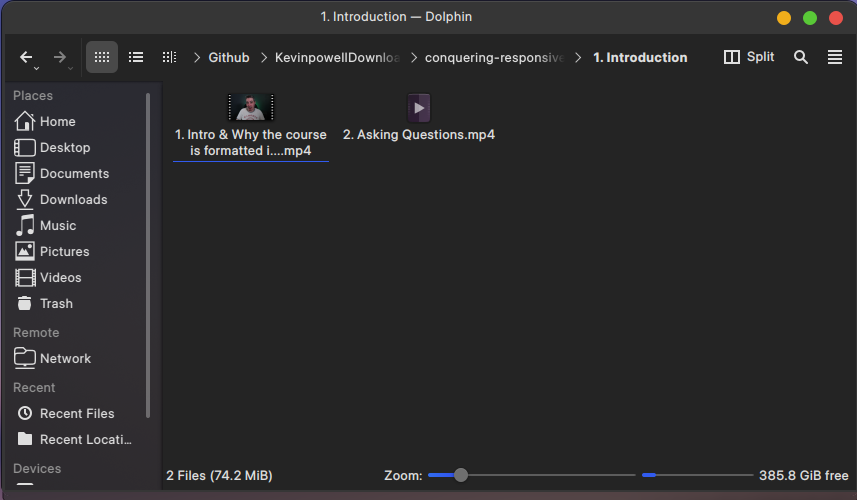 1. Introduction — Dolphin
Github
KevinpowellDownloa
conquering-responsive
1. Introduction
Split
Places
Home
Desktop
Documents
Downloads
Music
Pictures
Videos
Trash
Remote
Network
Recent
Recent Files
Recent Locati...
Devices
1. Intro & Why the course
is formatted i....mp4
2. Asking Questions.mp4
2 Files (74.2 MiB)
Zoom:
385.8 GiB free